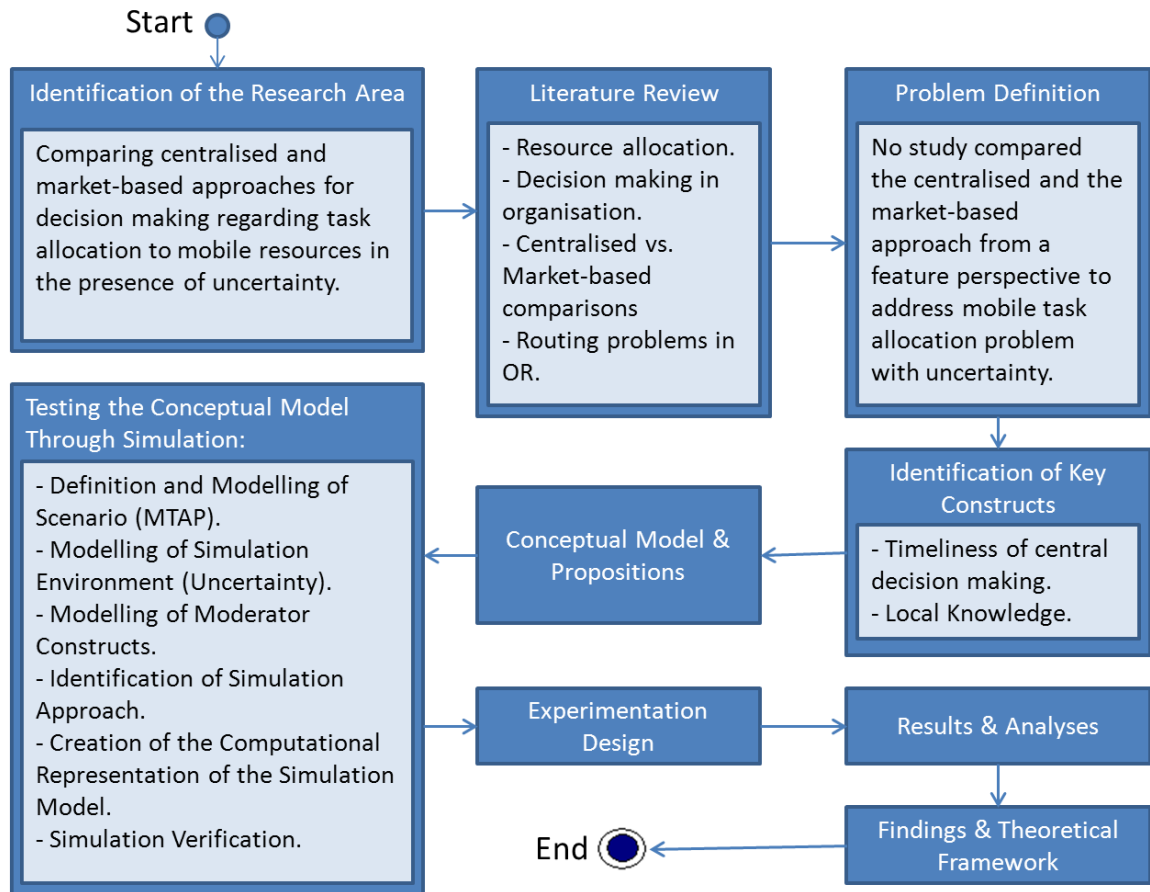 Start
Identification of the Research Area
Comparing centralised and
market-based approaches for
decision making regarding task
allocation to mobile resources in
the presence of uncertainty.
Literature Review
- Resource allocation.
- Decision making in
organisation.
- Centralised vs.
Market-based
comparisons
- Routing problems in
OR.
Problem Definition
No study compared
the centralised and the
market-based
approach from a
feature perspective to
address mobile task
allocation problem
with uncertainty.
Identification of Key
Constructs
- Timeliness of central
decision making.
- Local Knowledge.
Conceptual Model &
Propositions
Testing the Conceptual Model
Through Simulation:
- Definition and Modelling of
Scenario (MTAP).
- Modelling of Simulation
Environment (Uncertainty).
- Modelling of Moderator
Constructs.
- Identification of Simulation
Approach.
- Creation of the Computational
Representation of the Simulation
Model.
- Simulation Verification.
Experimentation
Design
Results & Analyses
Findings & Theoretical
Framework
End